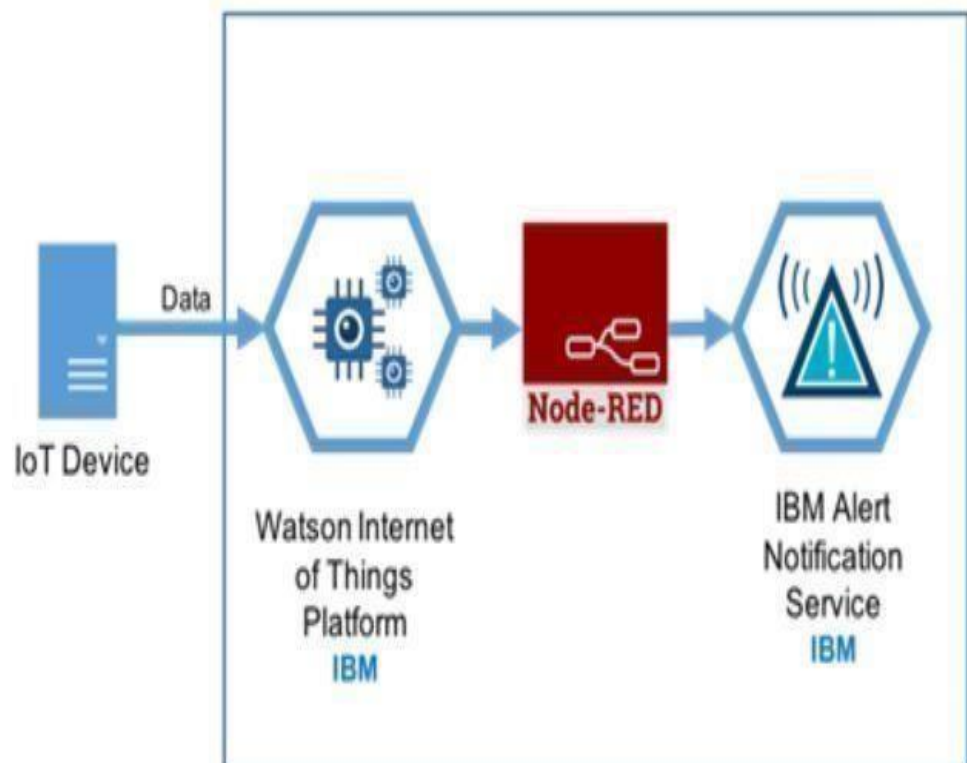 Data
IoT Device
Watson Internet
of Things
Platform
IBM
Node-RED
IBM Alert
Notification
Service
IBM